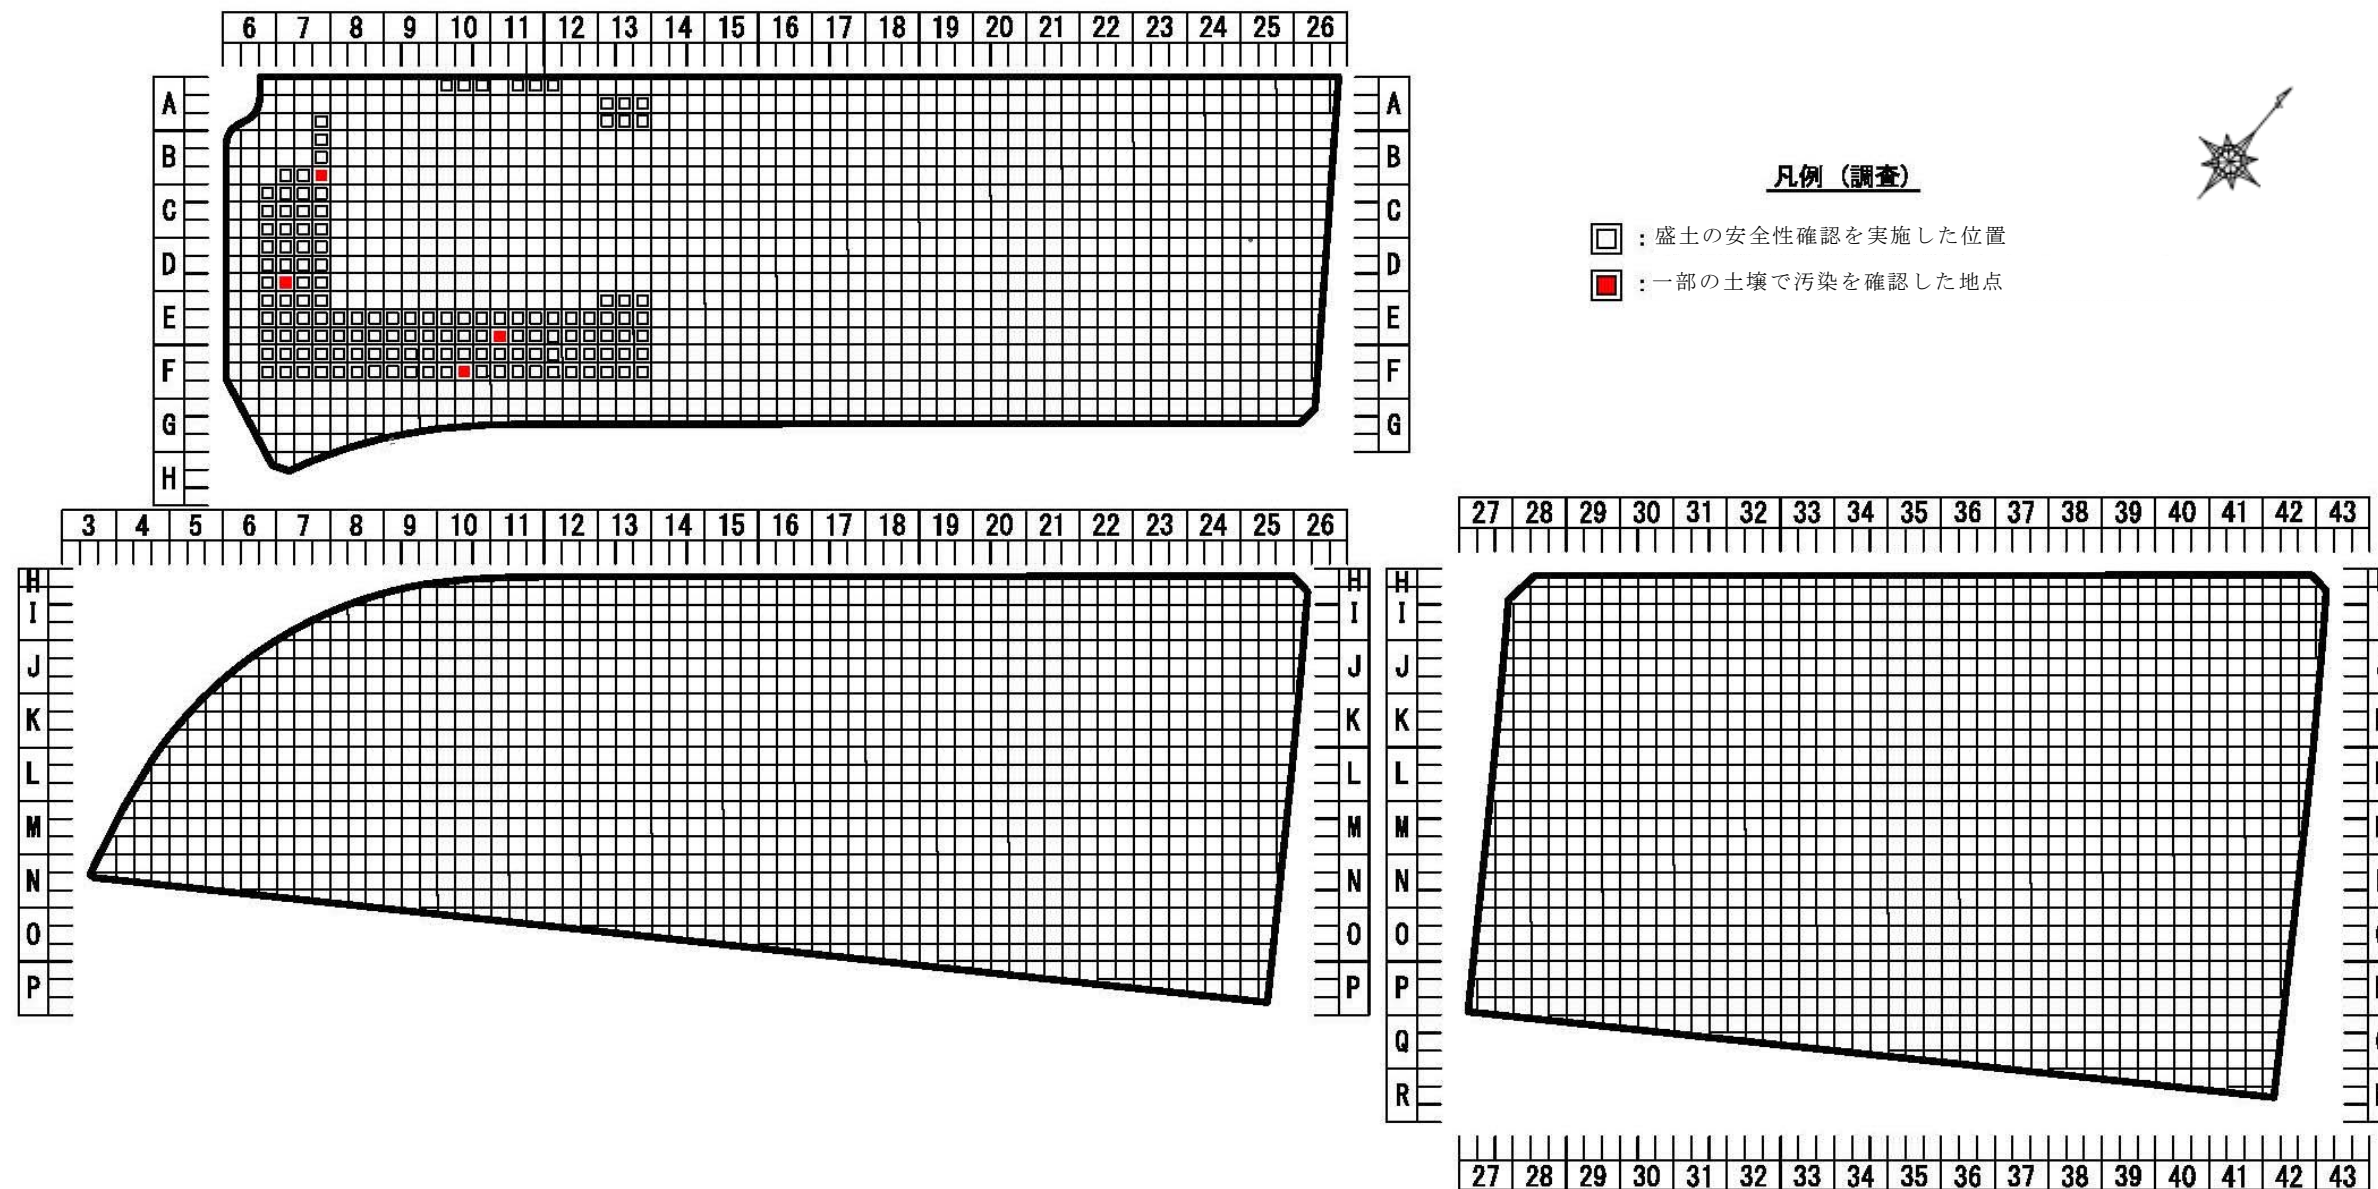 6 7 8 9 10 11 12 13 14 15 16 17 18 19 20 21 22 23 24 25 26
A A
B B
凡例（調査）
C C
：盛土の安全性確認を実施した位置
D D
：一部の土壌で汚染を確認した地点
E E
F F
G G
H
3 4 5 6 7 8 9 10 11 12 13 14 15 16 17 18 19 20 21 22 23 24 25 26
27 28 29 30 31 32 33 34 35 36 37 38 39 40 41 42 43
H H H
I I I
J J J
K K K
L L L
M M M
N N N
O O O
P P P
Q
R
27 28 29 30 31 32 33 34 35 36 37 38 39 40 41 42 43